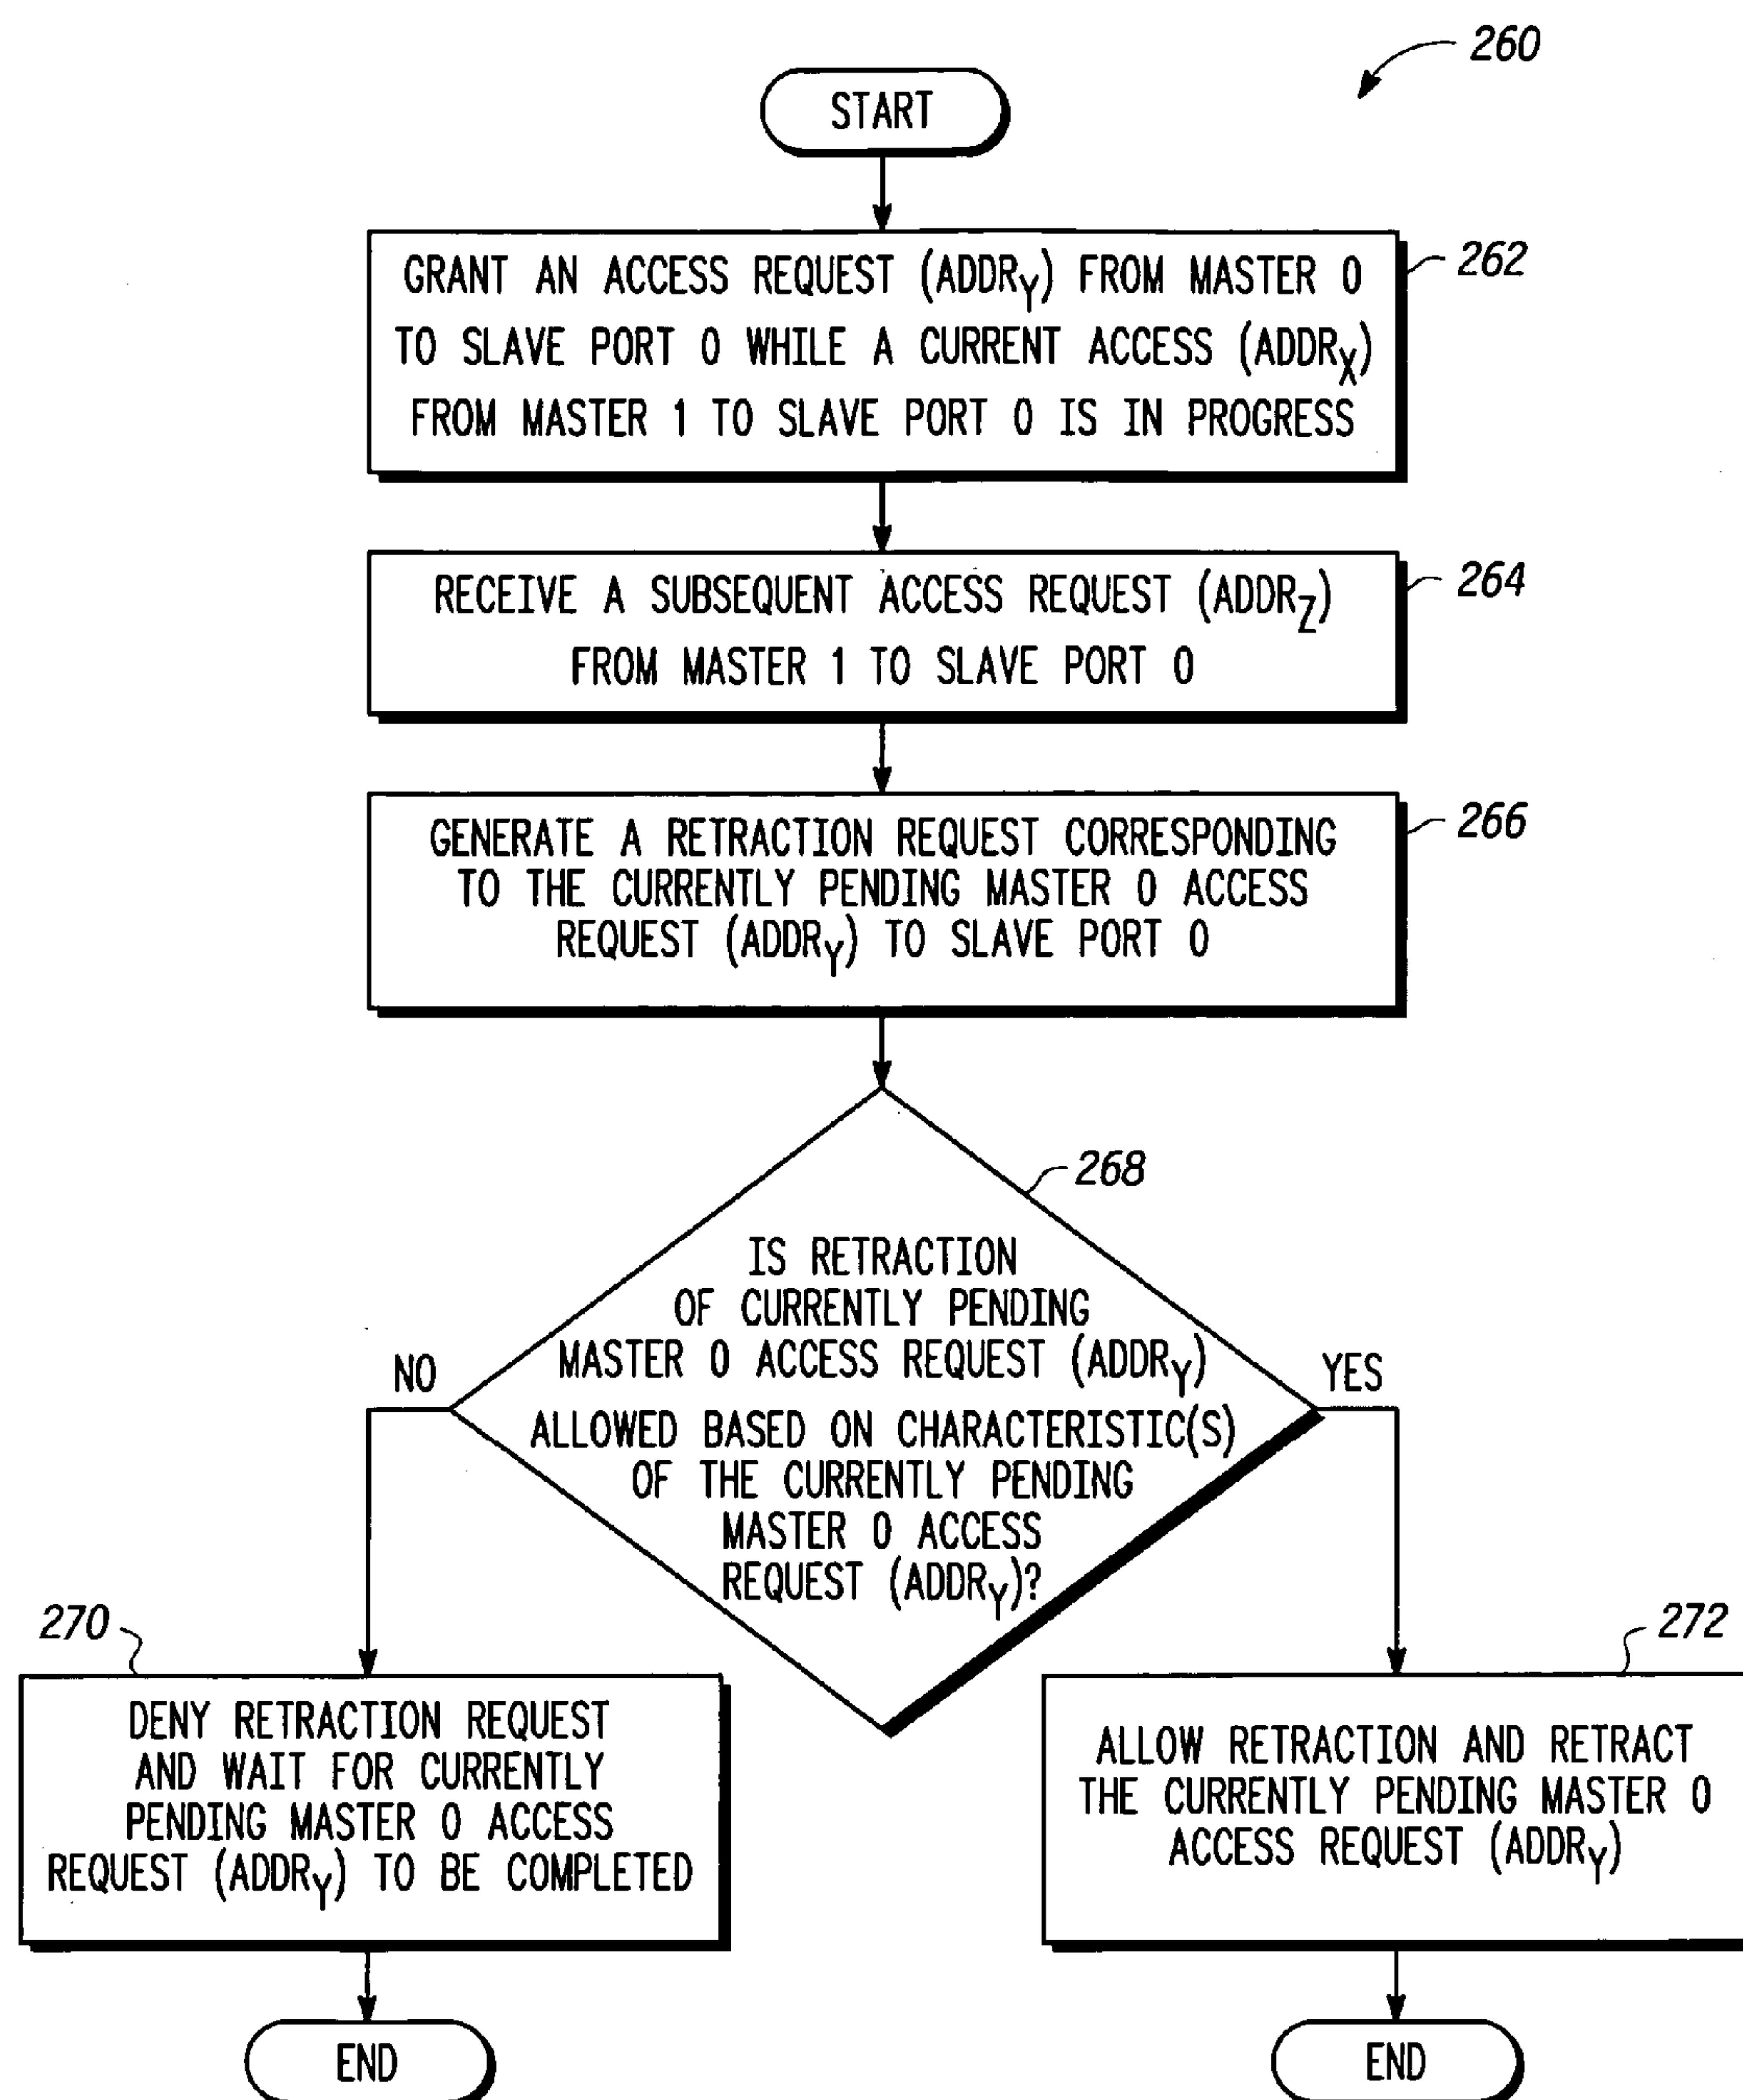 260
START
GRANT AN ACCESS REQUEST (ADDRY) FROM MASTER 0
TO SLAVE PORT 0 WHILE A CURRENT ACCESS (ADDRX)
FROM MASTER 1 TO SLAVE PORT 0 IS IN PROGRESS
262
RECEIVE A SUBSEQUENT ACCESS REQUEST (ADDRZ)
FROM MASTER 1 TO SLAVE PORT 0
264
GENERATE A RETRACTION REQUEST CORRESPONDING
TO THE CURRENTLY PENDING MASTER 0 ACCESS
REQUEST (ADDRY) TO SLAVE PORT 0
266
268
IS RETRACTION
OF CURRENTLY PENDING
MASTER 0 ACCESS REQUEST (ADDRY)
ALLOWED BASED ON CHARACTERISTIC(S)
OF THE CURRENTLY PENDING
MASTER 0 ACCESS
REQUEST (ADDRY)?
NO
YES
270
DENY RETRACTION REQUEST
AND WAIT FOR CURRENTLY
PENDING MASTER 0 ACCESS
REQUEST (ADDRY) TO BE COMPLETED
272
ALLOW RETRACTION AND RETRACT
THE CURRENTLY PENDING MASTER 0
ACCESS REQUEST (ADDRY)
END
END